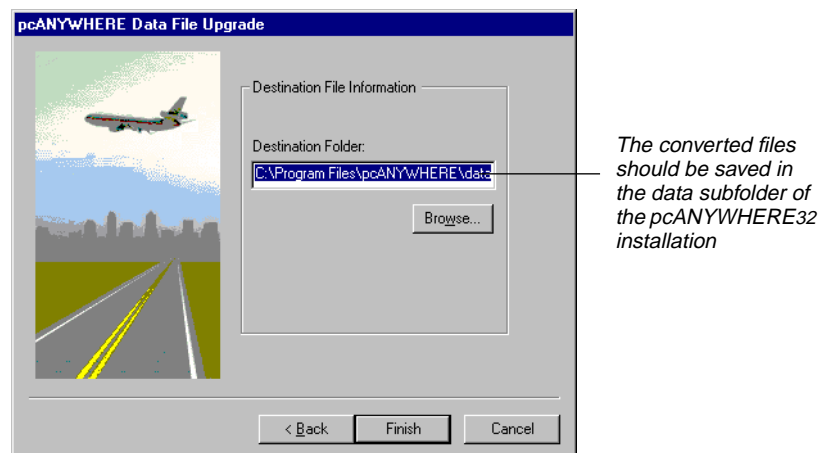 pcANYWHERE Data File Upgrade
Destination File Information
Destination Folder:
C:\Program Files\pcANYWHERE\data
Browse...
The converted files
should be saved in
the data subfolder of
the pcANYWHERE32
installation
< Back
Finish
Cancel